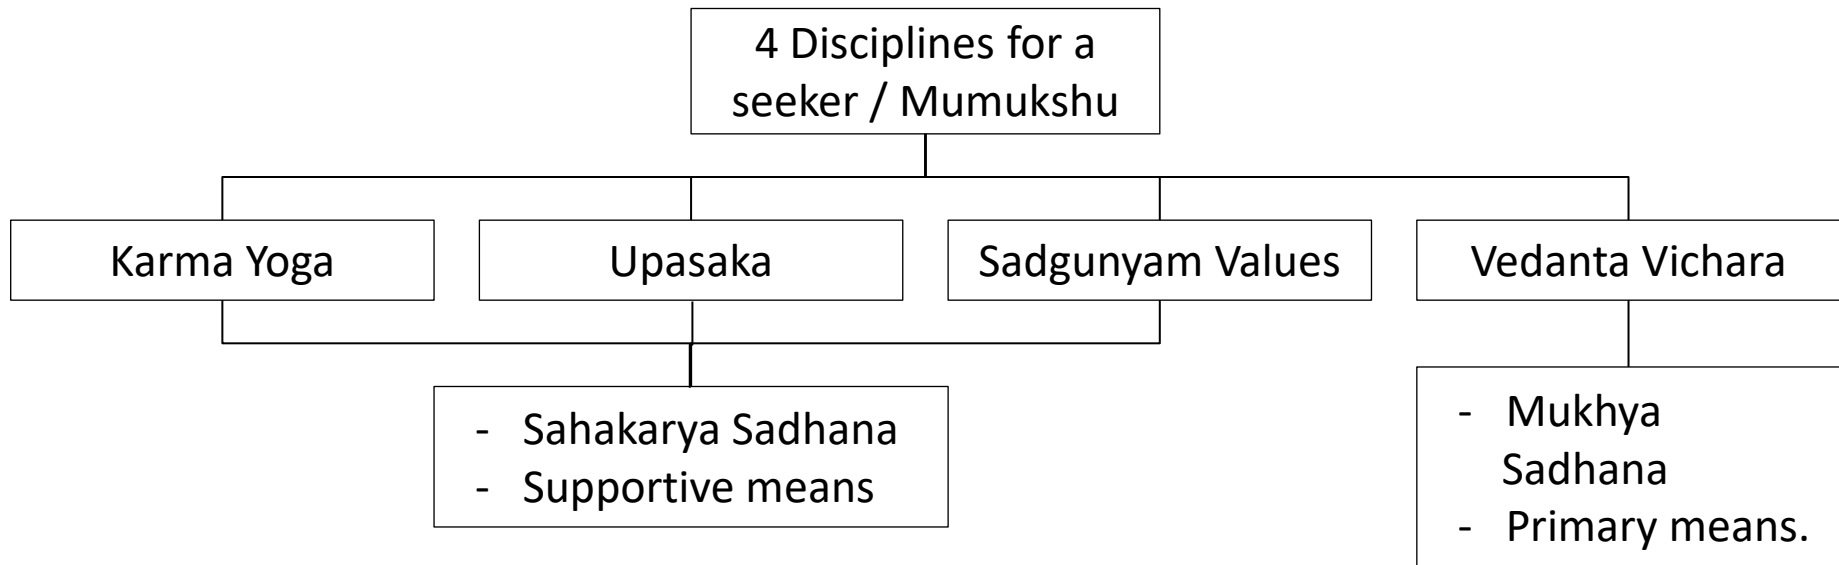 4 Disciplines for a
seeker / Mumukshu
Karma Yoga
Upasaka
Sadgunyam Values
Vedanta Vichara
- Sahakarya Sadhana
- Supportive means
- Mukhya
Sadhana
- Primary means.